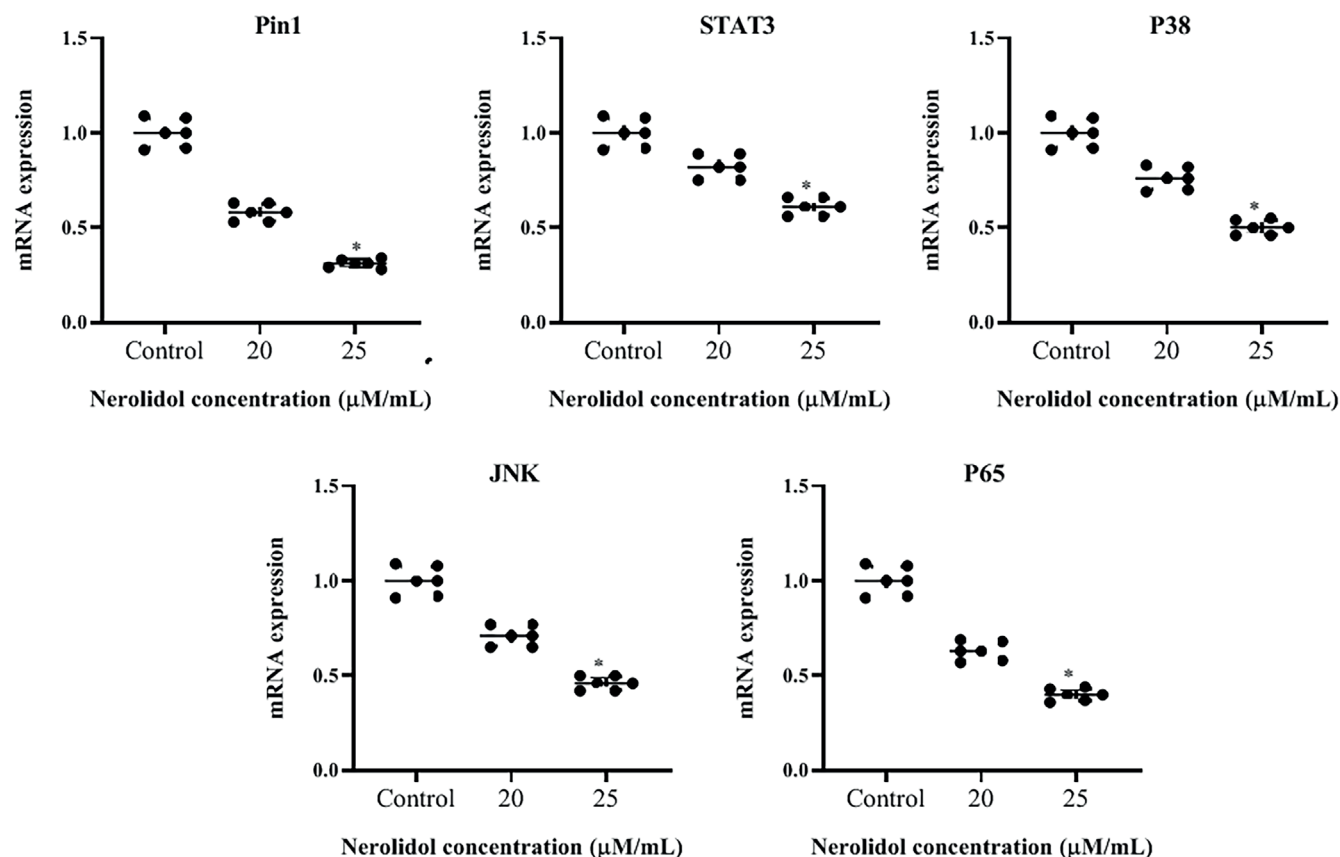 Pin1
STAT3
P38
1.5
1.0
0.5
0.0
mRNA expression
*
Control 20 25
Nerolidol concentration (μM/mL)
1.5
1.0
0.5
0.0
mRNA expression
*
Control 20 25
Nerolidol concentration (μM/mL)
1.5
1.0
0.5
0.0
mRNA expression
*
Control 20 25
Nerolidol concentration (μM/mL)
JNK
P65
1.5
1.0
0.5
0.0
mRNA expression
*
Control 20 25
Nerolidol concentration (μM/mL)
1.5
1.0
0.5
0.0
mRNA expression
*
Control 20 25
Nerolidol concentration (μM/mL)